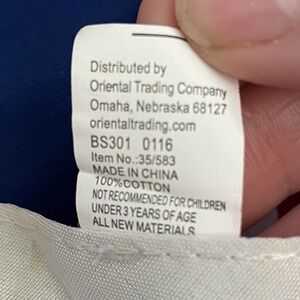 Distributed by
Oriental Trading Company
Omaha, Nebraska 68127
orientaltrading.com
BS301 0116
Item No.:35/583
MADE IN CHINA
100%COTTON
NOT RECOMMENDED FOR CHILDREN
UNDER 3 YEARS OF AGE
ALL NEW MATERIALS